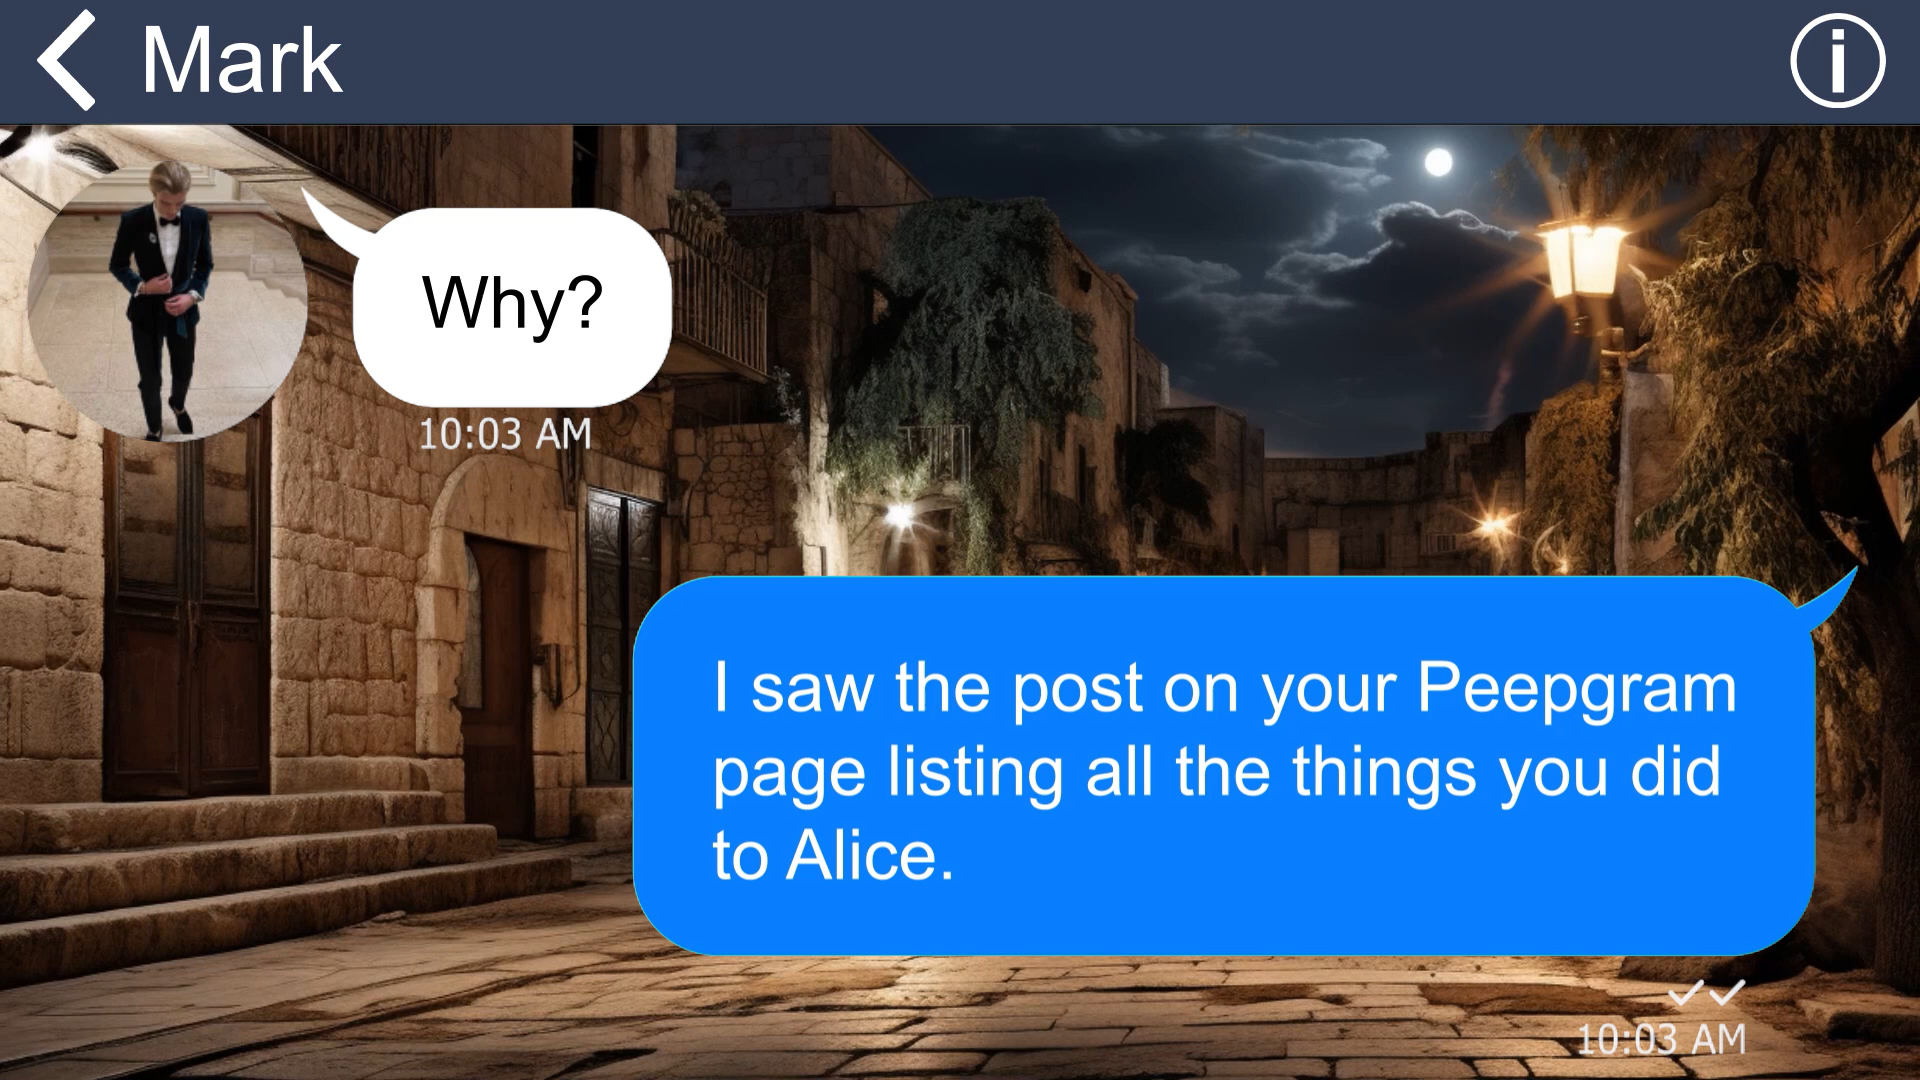 Mark
Why?
10:03 AM
I saw the post on your Peepgram
page listing all the things you did
to Alice.
10:03 AM